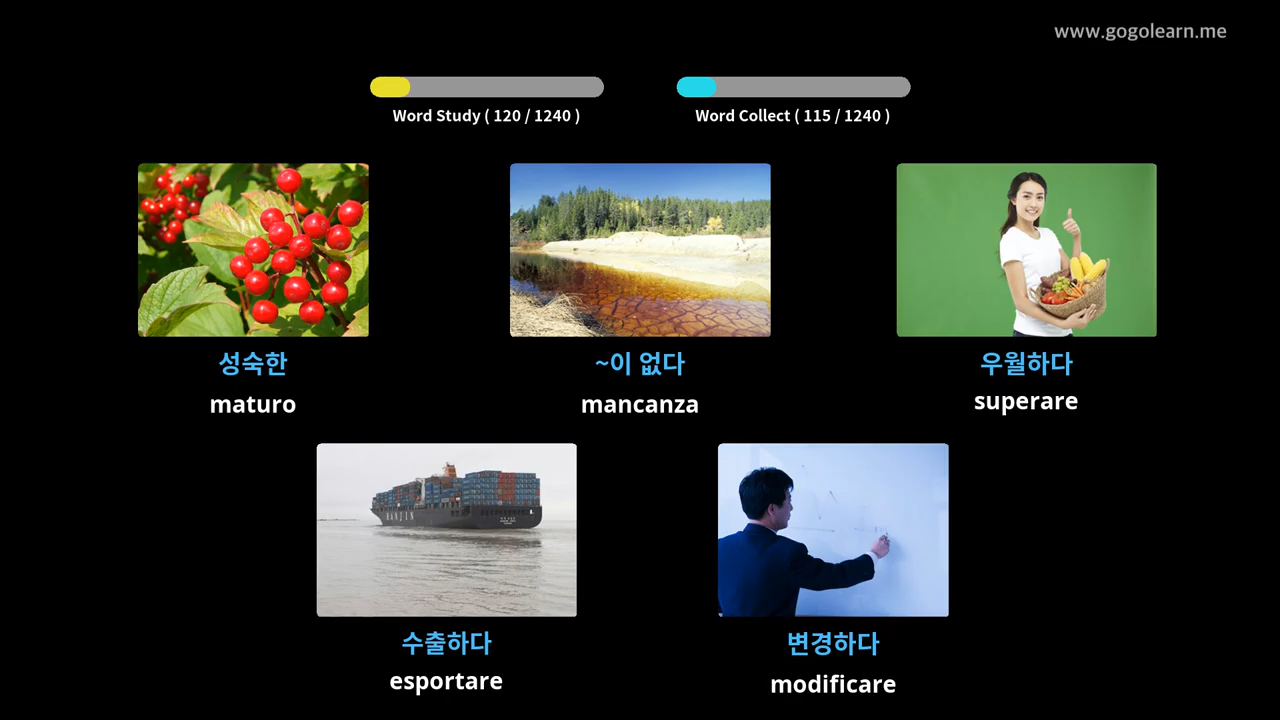 www.gogolearn.me
Word Study ( 120 / 1240 )
Word Collect ( 115 / 1240 )
성숙한
maturo
~이 없다
mancanza
우월하다
superare
HANJIN
수출하다
esportare
변경하다
modificare